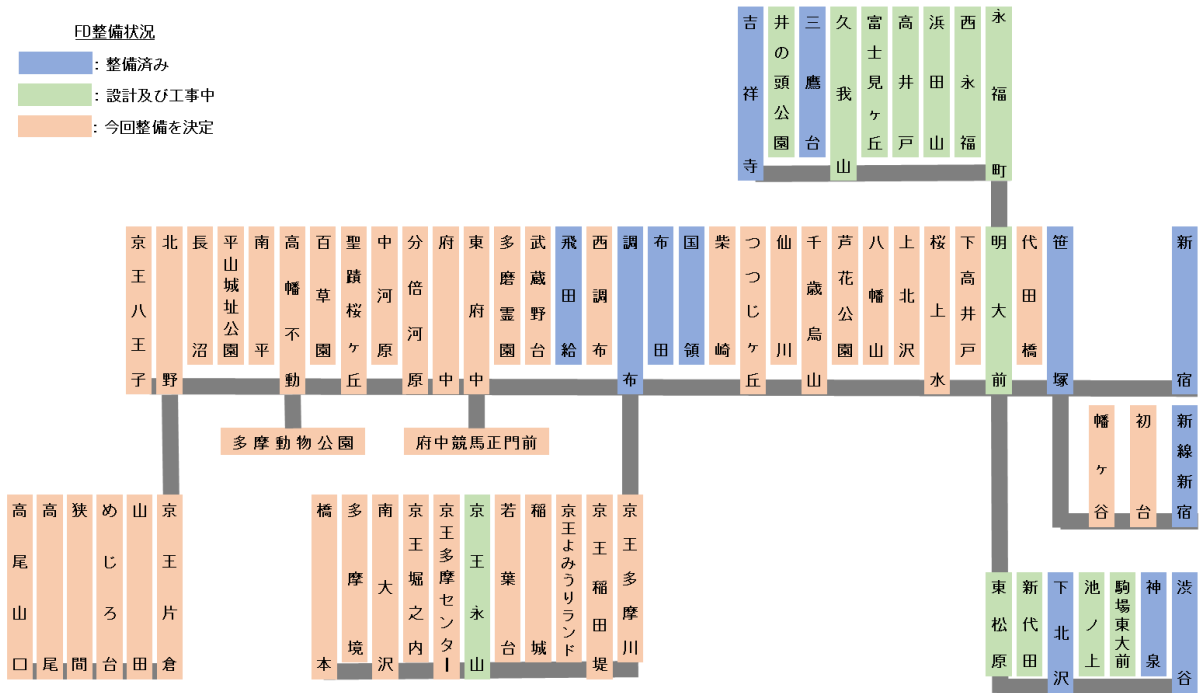 FD整備状況
：整備済み
：設計及び工事中
：今回整備を決定
吉祥寺
井の頭公園
三鷹台
久我山
富士見ヶ丘
高井戸
浜田山
西永福
永福町
京王八王子
北野
長沼
平山城址公園
南平
高幡不動
百草園
聖蹟桜ヶ丘
中河原
分倍河原
府中
東府中
多磨霊園
武蔵野台
飛田給
西調布
調布
布田
国領
柴崎
つつじヶ丘
仙川
千歳烏山
芦花公園
八幡山
上北沢
桜上水
下高井戸
明大前
代田橋
笹塚
新宿
多摩動物公園
府中競馬正門前
幡ヶ谷
初台
新線新宿
高尾山口
高尾
狭間
めじろ台
山田
京王片倉
橋本
多摩境
南大沢
京王堀之内
京王多摩センター
京王永山
若葉台
稲城
京王よみうりランド
京王稲田堤
京王多摩川
東松原
新代田
下北沢
池ノ上
駒場東大前
神泉
渋谷